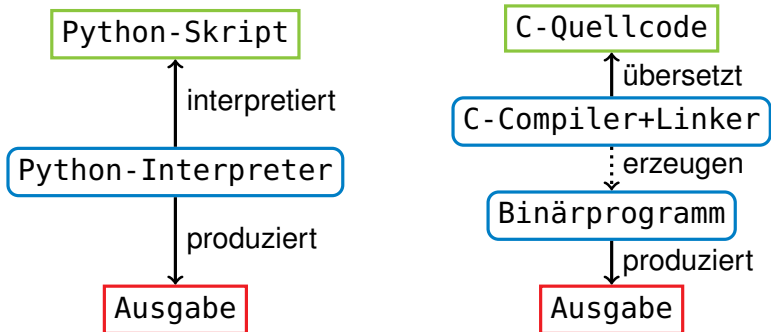 Python-Skript
interpretiert
Python-Interpreter
produziert
Ausgabe
C-Quellcode
übersetzt
C-Compiler+Linker
erzeugen
Binärprogramm
produziert
Ausgabe